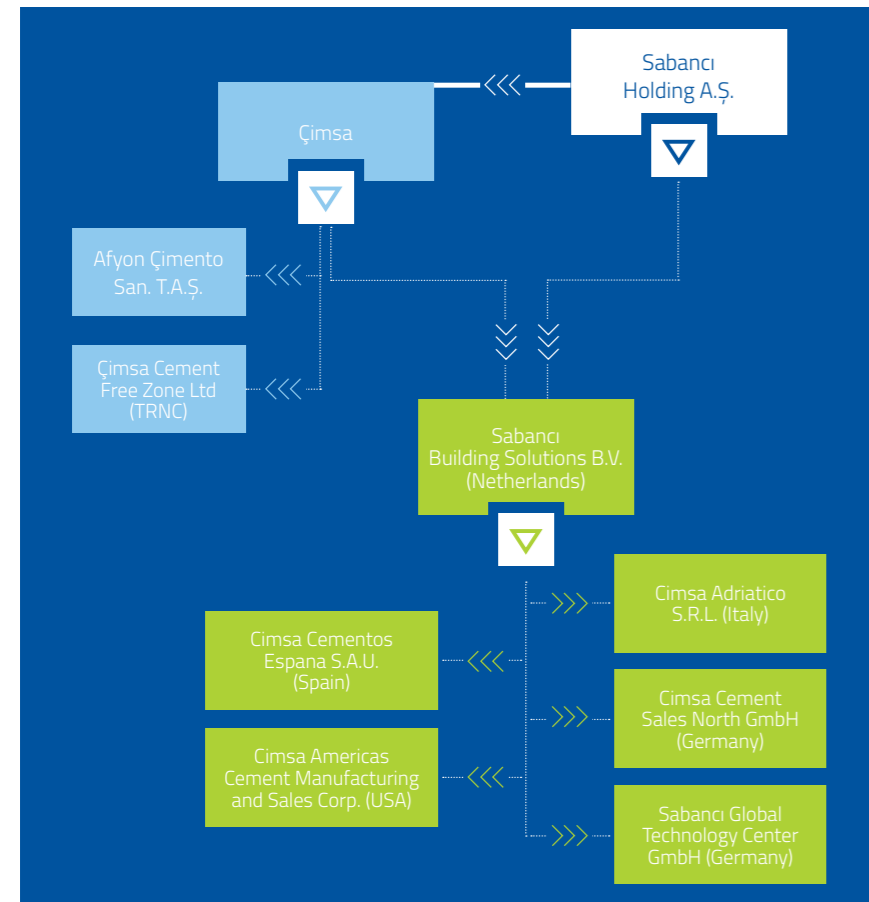 Sabancı
Holding A.Ş.
Çimsa
Afyon Çimento
San. T.A.Ş.
Çimsa Cement
Free Zone Ltd
(TRNC)
Sabancı
Building Solutions B.V.
(Netherlands)
Cimsa Adriatico
S.R.L. (Italy)
Cimsa Cementos
Espana S.A.U.
(Spain)
Cimsa Cement
Sales North GmbH
(Germany)
Cimsa Americas
Cement Manufacturing
and Sales Corp. (USA)
Sabancı Global
Technology Center
GmbH (Germany)